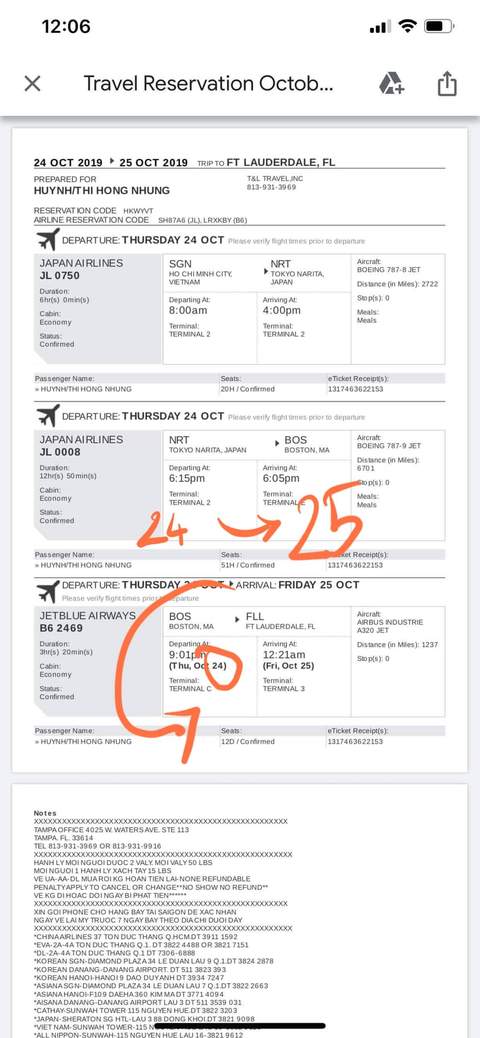 12:06
Travel Reservation Octob...
24 OCT 2019 25 OCT 2019 TRIP TO FT LAUDERDALE, FL
PREPARED FOR
HUYNH/THI HONG NHUNG
T&L TRAVEL,INC
813-931-3969
RESERVATION CODE HKWYVT
AIRLINE RESERVATION CODE SH87A6 (JL), LRXKBY (B6)
DEPARTURE: THURSDAY 24 OCT Please verify flight times prior to departure
JAPAN AIRLINES
JL 0750
Duration:
6hr(s) 0min(s)
Cabin:
Economy
Status:
Confirmed
SGN
HO CHI MINH CITY,
VIETNAM
NRT
TOKYO NARITA,
JAPAN
Departing At:
8:00am
Terminal:
TERMINAL 2
Arriving At:
4:00pm
Terminal:
TERMINAL 2
Aircraft:
BOEING 787-8 JET
Distance (in Miles): 2722
Stop(s): 0
Meals:
Meals
Passenger Name: Seats: eTicket Receipt(s):
» HUYNH/THI HONG NHUNG 20H / Confirmed 1317463622153
DEPARTURE: THURSDAY 24 OCT Please verify flight times prior to departure
JAPAN AIRLINES
JL 0008
Duration:
12hr(s) 50min(s)
Cabin:
Economy
Status:
Confirmed
NRT
TOKYO NARITA, JAPAN
BOS
BOSTON, MA
Departing At:
6:15pm
Terminal:
TERMINAL 2
Arriving At:
6:05pm
Terminal:
TERMINAL
Aircraft:
BOEING 787-9 JET
Distance (in Miles):
6701
Stop(s): 0
Meals:
Meals
24 25
Passenger Name: Seats: Receipt(s):
» HUYNH/THI HONG NHUNG 51H / Confirmed 1317463622153
DEPARTURE: THURSDAY 24 OCT ARRIVAL: FRIDAY 25 OCT
Please verify flight times prior to departure
JETBLUE AIRWAYS
B6 2469
Duration:
3hr(s) 20min(s)
Cabin:
Economy
Status:
Confirmed
BOS
BOSTON, MA
FLL
FT LAUDERDALE, FL
Departing At:
9:01pm
(Thu, Oct 24)
Terminal:
TERMINAL C
Arriving At:
12:21am
(Fri, Oct 25)
Terminal:
TERMINAL 3
Aircraft:
AIRBUS INDUSTRIE
A320 JET
Distance (in Miles): 1237
Stop(s): 0
Passenger Name: Seats: eTicket Receipt(s):
» HUYNH/THI HONG NHUNG 12D / Confirmed 1317463622153
Notes
XXXXXXXXXXXXXXXXXXXXXXXXXXXXXXXXXXXXXXXXXXXXXXXXXXXXX
TAMPA OFFICE 4025 W. WATERS AVE. STE 113
TAMPA. FL. 33614
TEL 813-931-3969 OR 813-931-9916
XXXXXXXXXXXXXXXXXXXXXXXXXXXXXXXXXXXXXXXXXXXXXXXXXXXXXX
HANH LY MOI NGUOI DUOC 2 VALY. MOI VALY 50 LBS
MOI NGUOI 1 HANH LY XACH TAY 15 LBS
VE UA-AA-DL MUA ROI KG HOAN TIEN LAI-NONE REFUNDABLE
PENALTY APPLY TO CANCEL OR CHANGE**NO SHOW NO REFUND**
VE KG DI HOAC DOI NGAY BI PHAT TIEN******
XXXXXXXXXXXXXXXXXXXXXXXXXXXXXXXXXXXXXXXXXXXXXXXXXXXXX
XIN GOI PHONE CHO HANG BAY TAI SAIGON DE XAC NHAN
NGAY VE LAI MY TRUOC 7 NGAY BAY THEO DIA CHI DUOI DAY
XXXXXXXXXXXXXXXXXXXXXXXXXXXXXXXXXXXXXXXXXXXXXXXXXXXXXX
*CHINA AIRLINES 37 TON DUC THANG Q.HCM.DT 3911 1592
*EVA-2A-4A TON DUC THANG Q.1. DT 3822 4488 OR 3821 7151
*DL-2A-4A TON DUC THANG Q.1 DT 7306-6888
*KOREAN SGN-DIAMOND PLAZA 34 LE DUAN LAU 9 Q.1.DT 3824 2878
*KOREAN DANANG-DANANG AIRPORT. DT 511 3823 393
*KOREAN HANOI-HANOI 9 DAO DUY ANH DT 3934 7247
*ASIANA SGN-DIAMOND PLAZA 34 LE DUAN LAU 7 Q.1.DT 3822 2663
*ASIANA HANOI-F109 DAEHA 360 KIM MA DT 3771 4094
*AISANA DANANG-DANANG AIRPORT LAU 3 DT 511 3539 031
*CATHAY-SUNWAH TOWER 115 NGUYEN HUE.DT 3822 3203
*JAPAN-SHERATON SG HTL-LAU 3 88 DONG KHOI.DT 3821 9098
*VIET NAM-SUNWAH TOWER-115
*ALL NIPPON-SUNWAH-115 NGUYEN HUE LAU 16-3821 9612